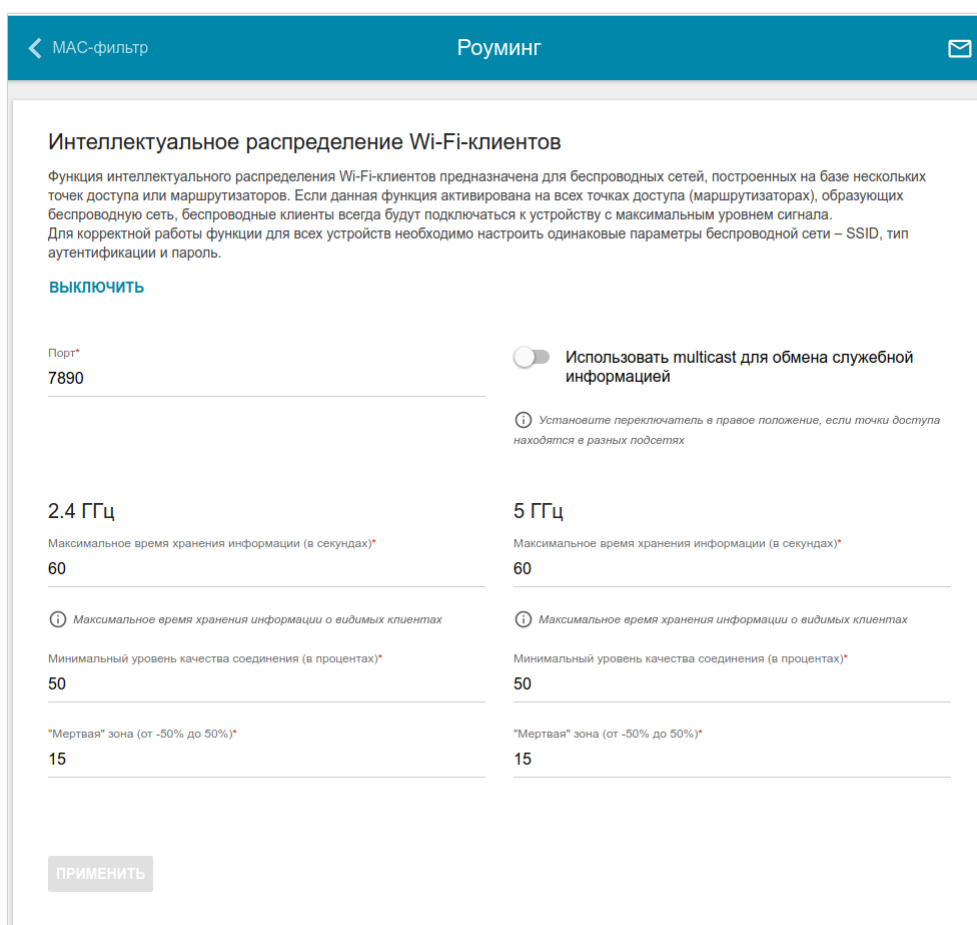 МАС-фильтр
Роуминг
Интеллектуальное распределение Wi-Fi-клиентов
Функция интеллектуального распределения Wi-Fi-клиентов предназначена для беспроводных сетей, построенных на базе нескольких
точек доступа или маршрутизаторов. Если данная функция активирована на всех точках доступа (маршрутизаторах), образующих
беспроводную сеть, беспроводные клиенты всегда будут подключаться к устройству с максимальным уровнем сигнала.
Для корректной работы функции для всех устройств необходимо настроить одинаковые параметры беспроводной сети – SSID, тип
аутентификации и пароль.
ВЫКЛЮЧИТЬ
Порт*
7890
Использовать multicast для обмена служебной
информацией
Установите переключатель в правое положение, если точки доступа
находятся в разных подсетях
2.4 ГГц
Максимальное время хранения информации (в секундах)*
60
Максимальное время хранения информации о видимых клиентах
Минимальный уровень качества соединения (в процентах)*
50
"Мертвая" зона (от -50% до 50%)*
15
5 ГГц
Максимальное время хранения информации (в секундах)*
60
Максимальное время хранения информации о видимых клиентах
Минимальный уровень качества соединения (в процентах)*
50
"Мертвая" зона (от -50% до 50%)*
15
ПРИМЕНИТЬ